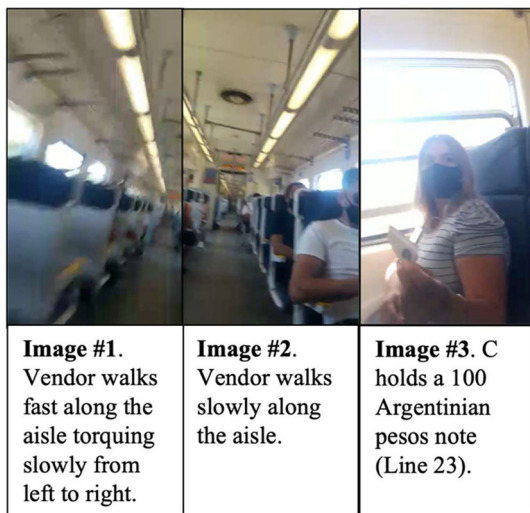 Image #1.
Vendor walks
fast along the
aisle torquing
slowly from
left to right.
Image #2.
Vendor walks
slowly along
the aisle.
Image #3. C
holds a 100
Argentinian
pesos note
(Line 23).